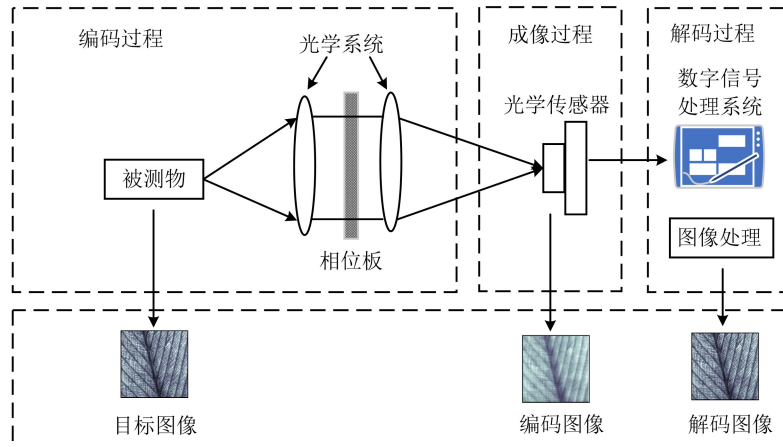 编码过程
成像过程
解码过程
光学系统
数字信号
处理系统
光学传感器
被测物
相位板
图像处理
目标图像
编码图像
解码图像